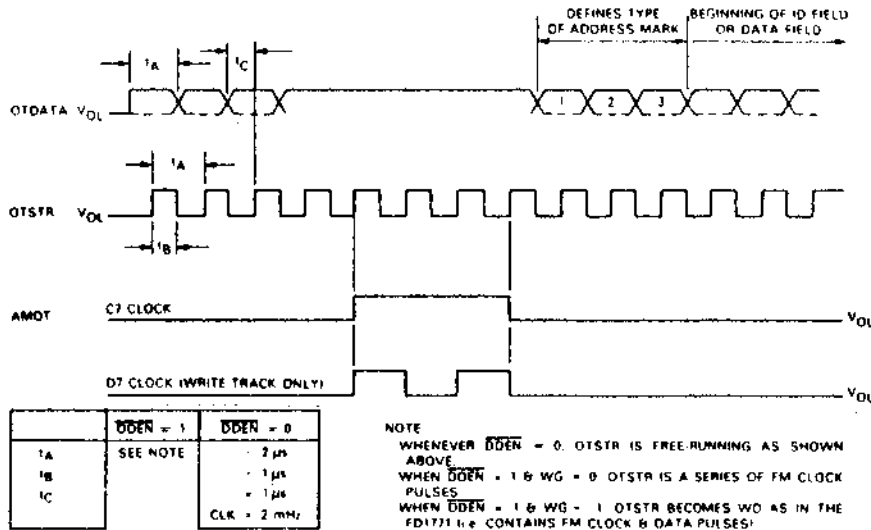 DEFINES TYPE
OF ADDRESS MARK
BEGINNING OF ID FIELD
OR DATA FIELD
tA
tC
OTDATA VOL
1 2 3
tA
OTSTR VOL
tB
C7 CLOCK
AMOT
VOL
D7 CLOCK (WRITE TRACK ONLY)
VOL
DDEN = 1 DDEN = 0
tA SEE NOTE 2 µs
tB 1 µs
tC = 1 µs
CLK = 2 mHz
NOTE
WHENEVER DDEN = 0, OTSTR IS FREE-RUNNING AS SHOWN
ABOVE
WHEN DDEN = 1 & WG = 0 OTSTR IS A SERIES OF FM CLOCK
PULSES
WHEN DDEN = 1 & WG = 1 OTSTR BECOMES WD AS IN THE
FD1771 (i.e. CONTAINS FM CLOCK & DATA PULSES)